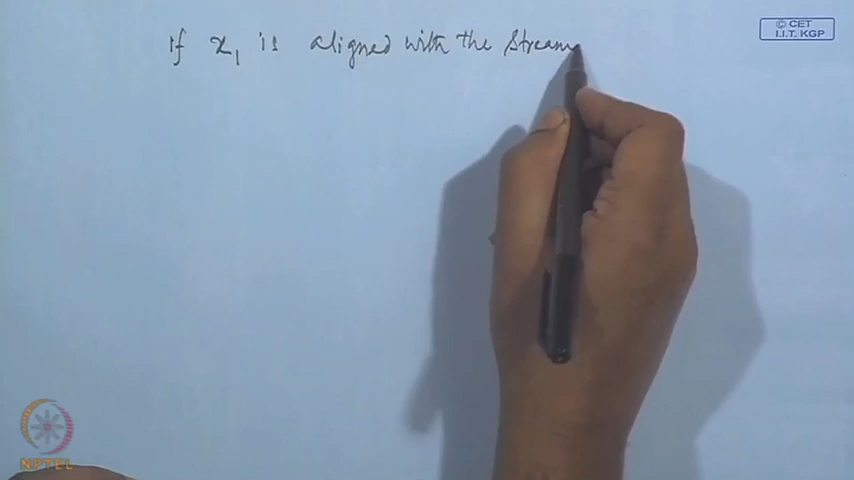 If x₁ is aligned with the stream
© CET
I.I.T. KGP
NPTEL